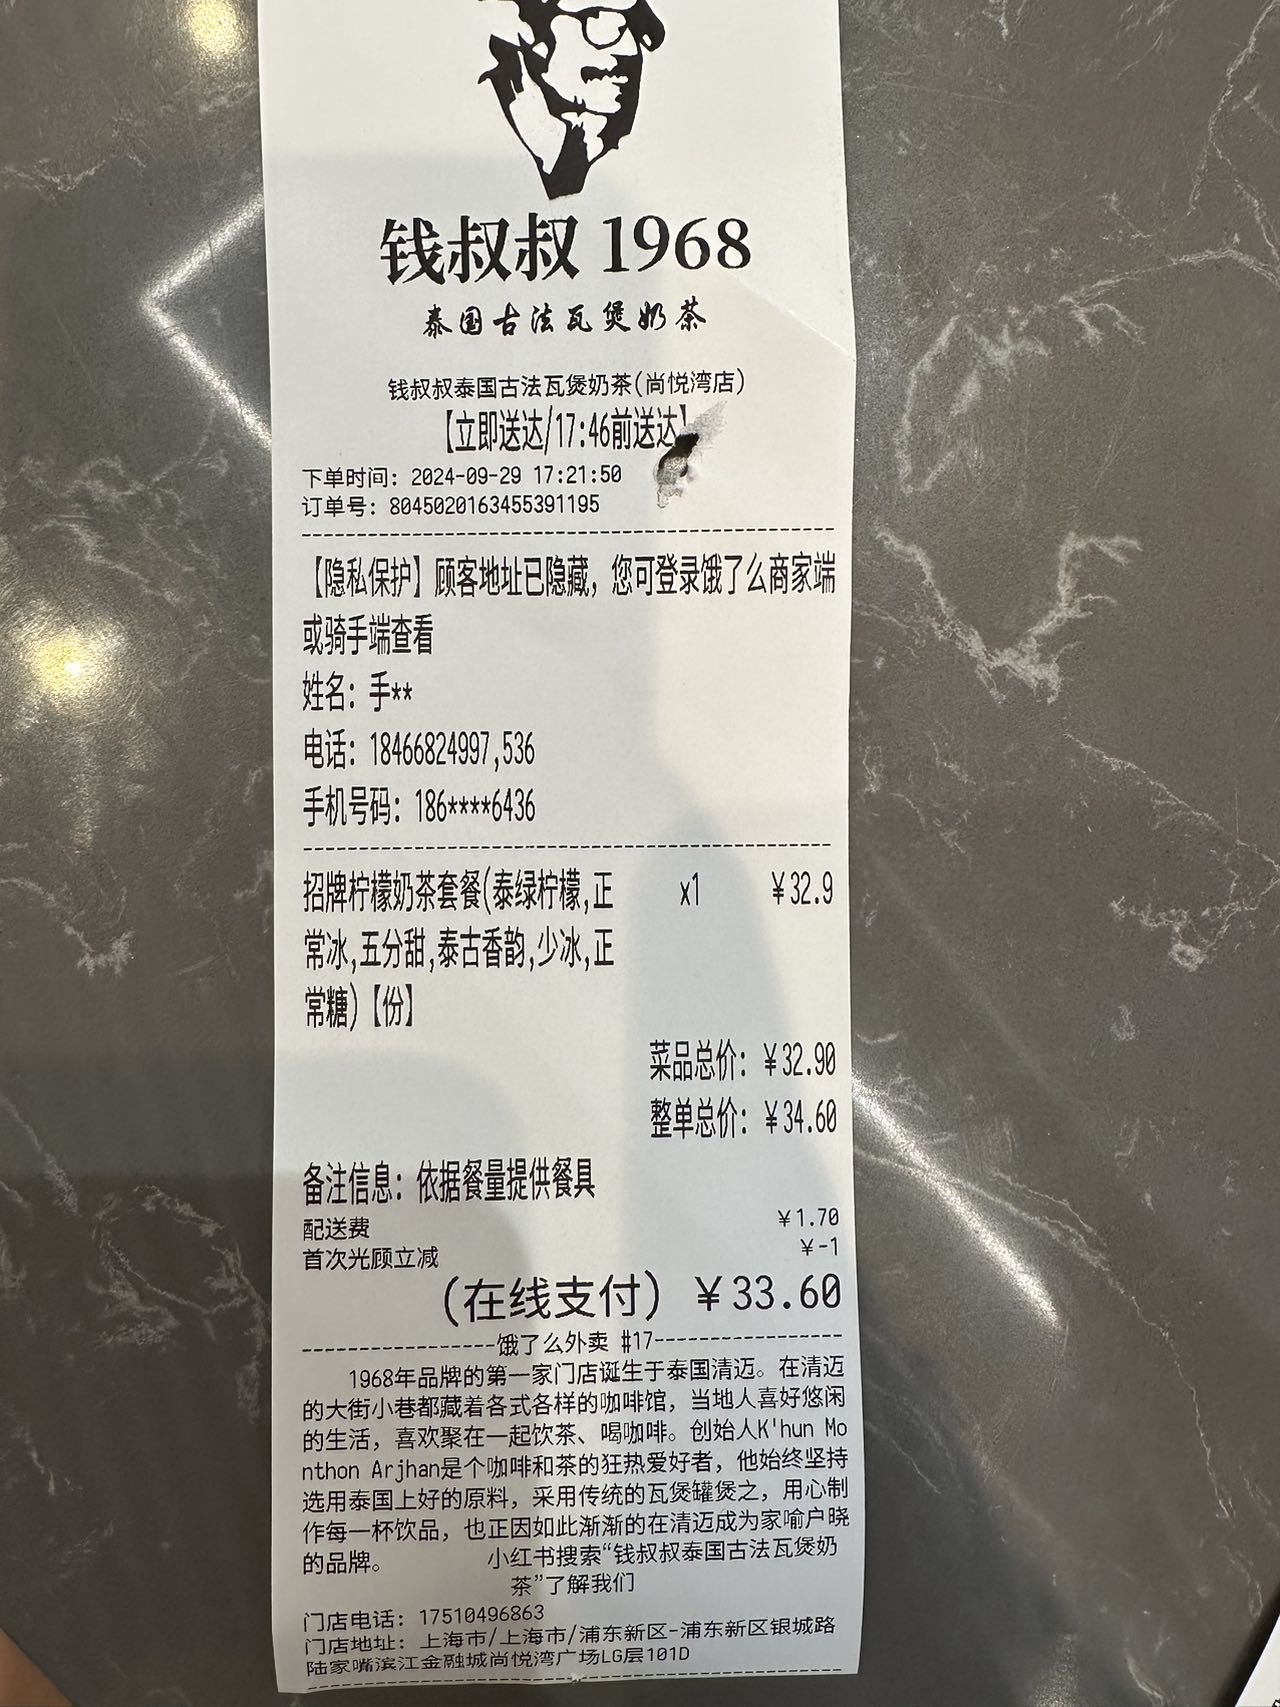 钱叔叔 1968
泰国古法瓦煲奶茶
钱叔叔泰国古法瓦煲奶茶(尚悦湾店)
【立即送达/17:46前送达】
下单时间: 2024-09-29 17:21:50
订单号: 8045020163455391195
【隐私保护】顾客地址已隐藏，您可登录饿了么商家端
或骑手端查看
姓名: 手**
电话: 18466824997,536
手机号码: 186****6436
招牌柠檬奶茶套餐(泰绿柠檬,正 x1 ￥32.9
常冰,五分甜,泰古香韵,少冰,正
常糖)【份】
菜品总价: ￥32.90
整单总价: ￥34.60
备注信息: 依据餐量提供餐具
配送费 ￥1.70
首次光顾立减 ￥-1
(在线支付) ￥33.60
----------------饿了么外卖 #17----------------
1968年品牌的第一家门店诞生于泰国清迈。在清迈
的大街小巷都藏着各式各样的咖啡馆，当地人喜好悠闲
的生活，喜欢聚在一起饮茶、喝咖啡。创始人K'hun Mo
nthon Arjhan是个咖啡和茶的狂热爱好者，他始终坚持
选用泰国上好的原料，采用传统的瓦煲罐煲之，用心制
作每一杯饮品，也正因如此渐渐的在清迈成为家喻户晓
的品牌。 小红书搜索“钱叔叔泰国古法瓦煲奶
茶”了解我们
门店电话: 17510496863
门店地址: 上海市/上海市/浦东新区-浦东新区银城路
陆家嘴滨江金融城尚悦湾广场LG层101D